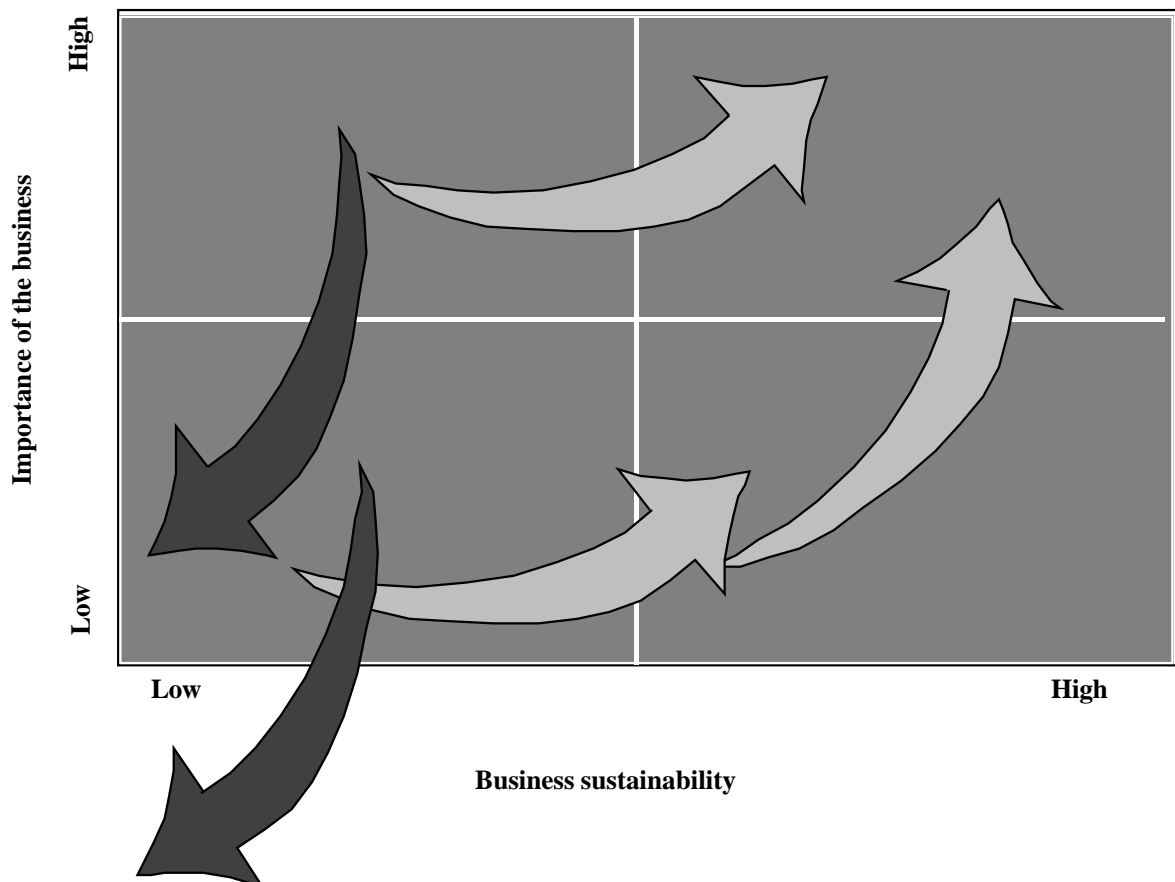 High
Importance of the business
Low
Low
High
Business sustainability